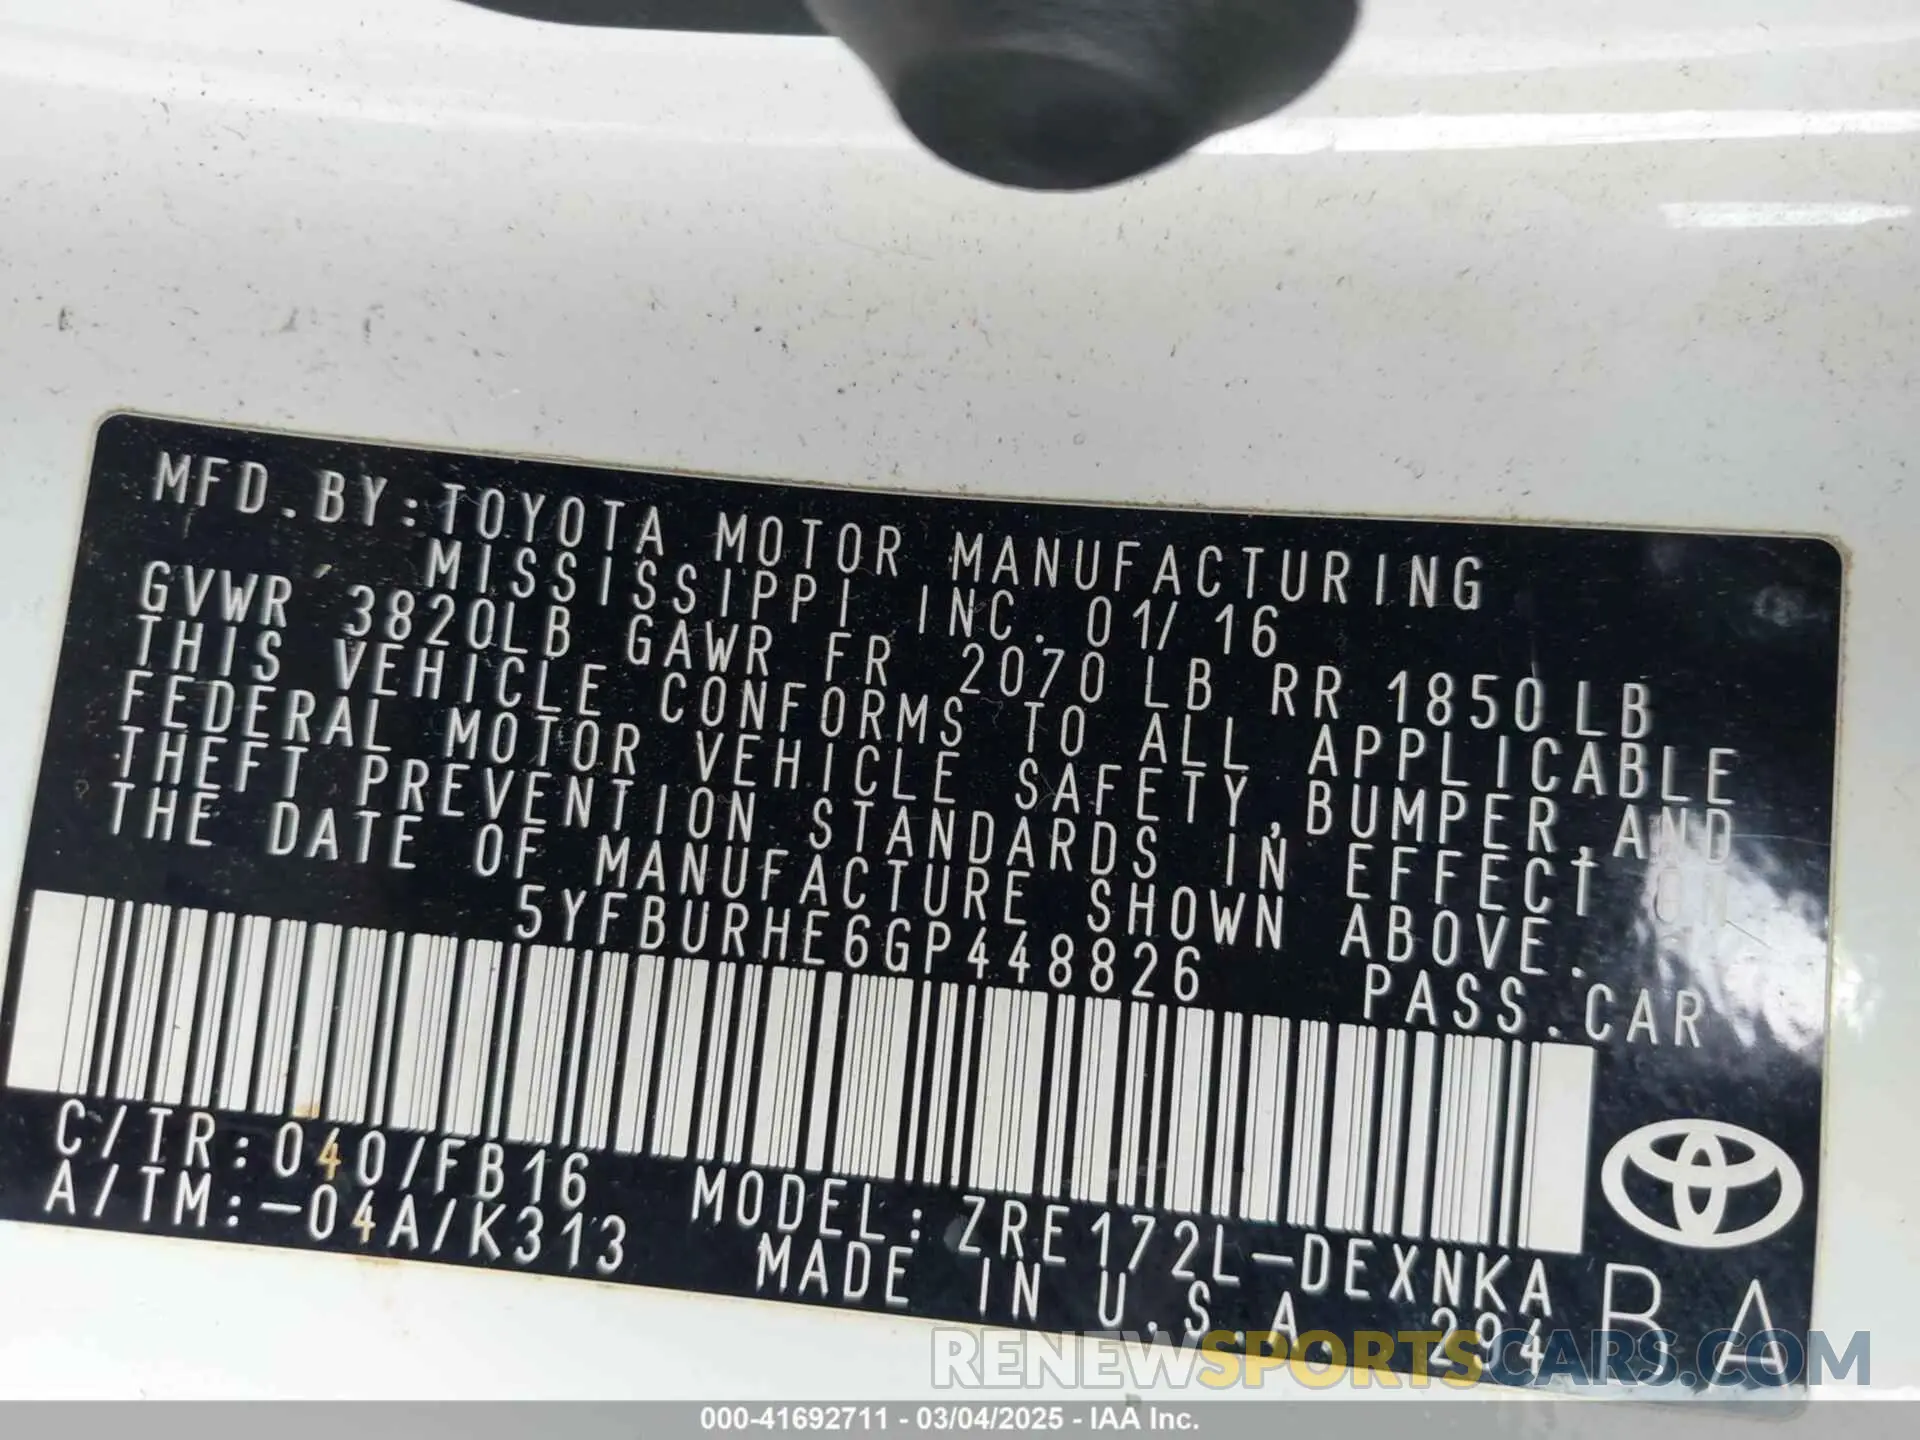 MFD.BY:TOYOTA MOTOR MANUFACTURING
MISSISSIPPI INC. 01/16
GVWR 3820LB GAWR FR 2070LB RR 1850LB
THIS VEHICLE CONFORMS TO ALL APPLICABLE
FEDERAL MOTOR VEHICLE SAFETY,BUMPER,AND
THEFT PREVENTION STANDARDS IN EFFECT ON
THE DATE OF MANUFACTURE SHOWN ABOVE.
5YFBURHE6GP448826 PASS.CAR
C/TR:040/FB16 MODEL:ZRE172L-DEXNKA
A/TM:-04A/K313 MADE IN U.S.A. 294
B A
RENEWSPORTSCARS.COM
000-41692711 - 03/04/2025 - IAA Inc.